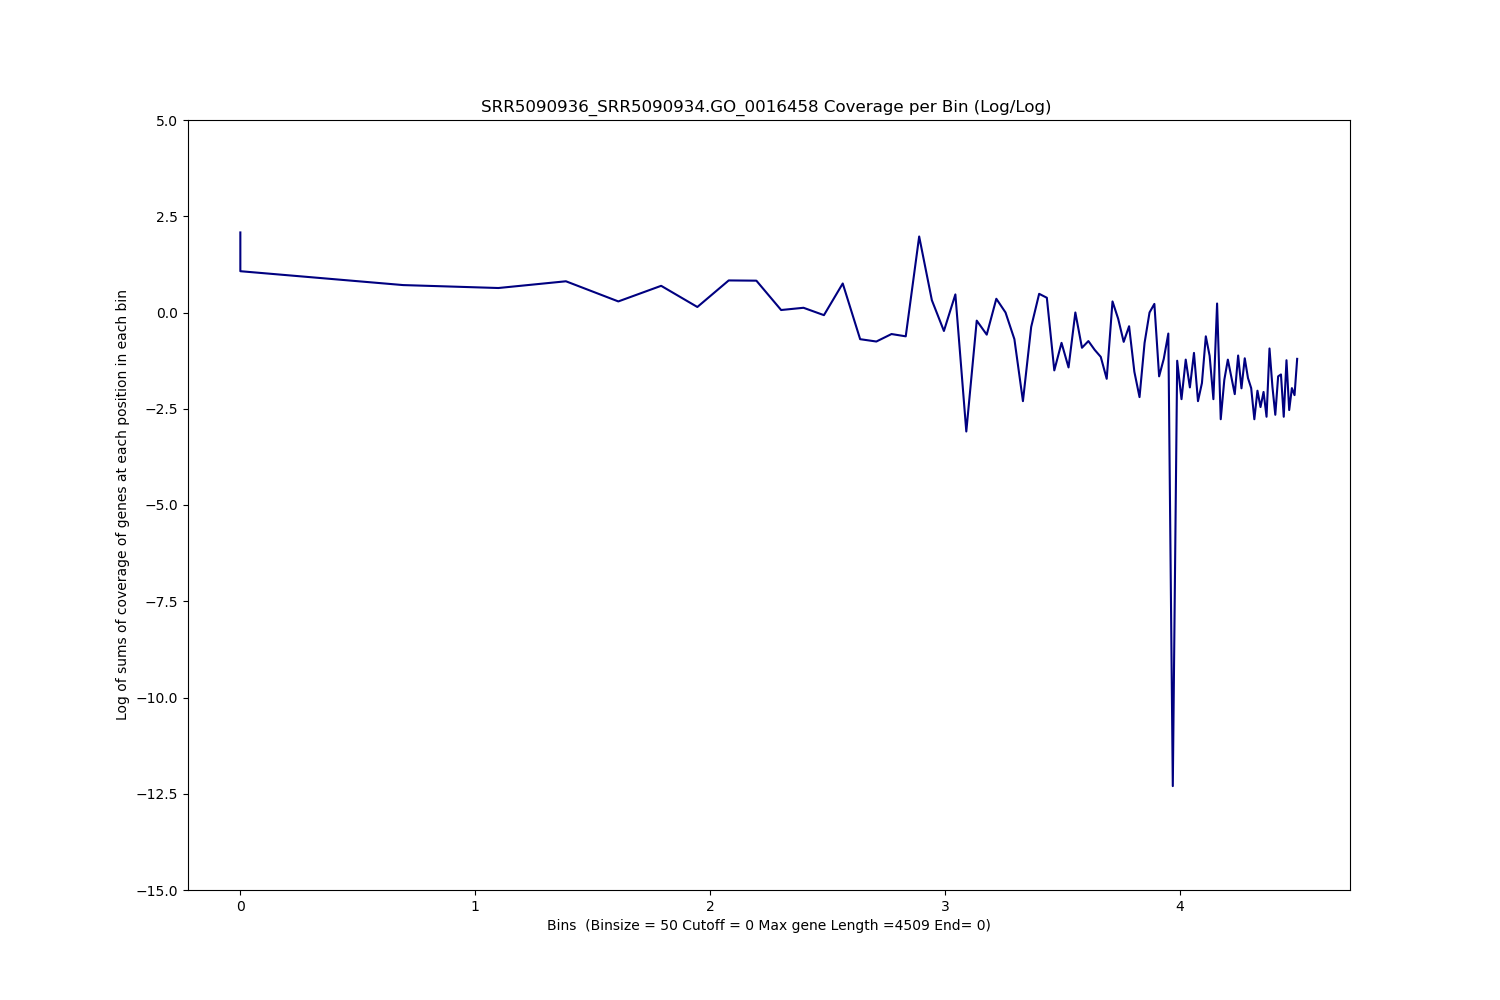 SRR5090936_SRR5090934.GO_0016458 Coverage per Bin (Log/Log)
5.0
2.5
0.0
−2.5
−5.0
−7.5
−10.0
−12.5
−15.0
Log of sums of coverage of genes at each position in each bin
0 1 2 3 4
Bins  (Binsize = 50 Cutoff = 0 Max gene Length =4509 End= 0)